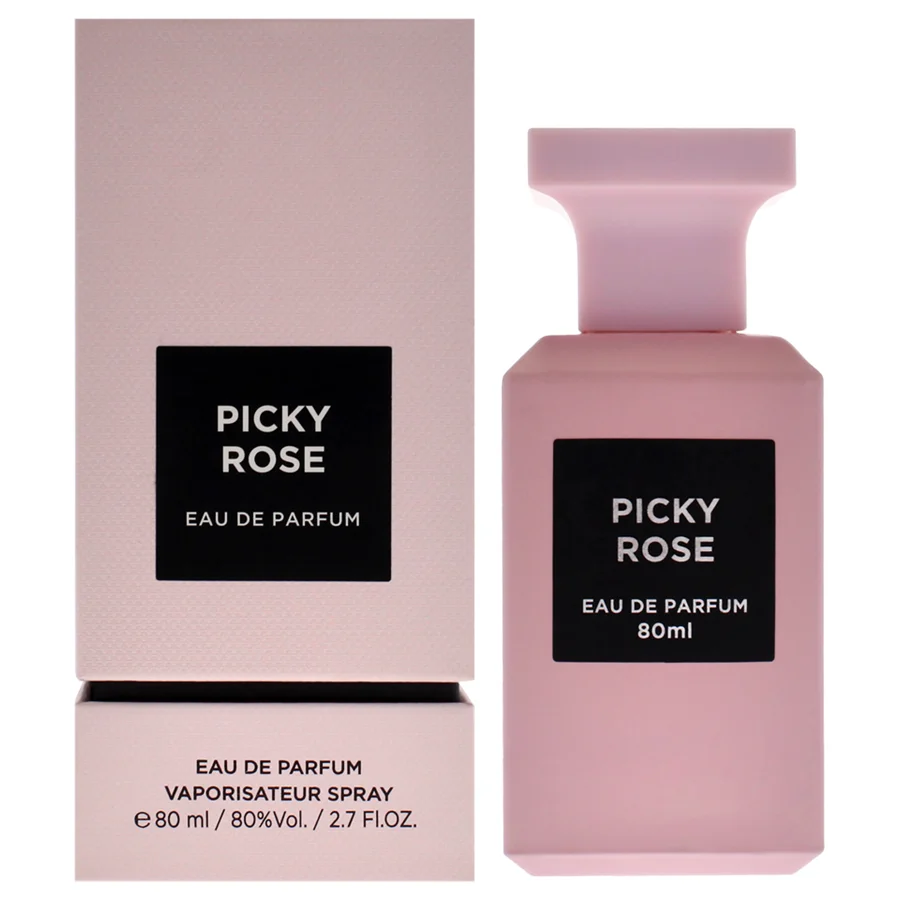 PICKY
ROSE
EAU DE PARFUM
EAU DE PARFUM
VAPORISATEUR SPRAY
℮80 ml / 80%Vol. / 2.7 Fl.OZ.
PICKY
ROSE
EAU DE PARFUM
80ml